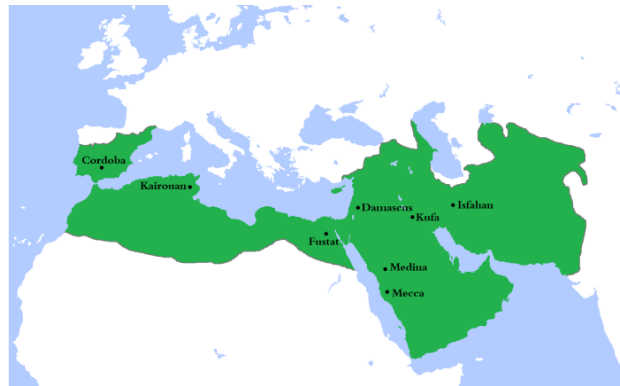 Cordoba
Kairouan
Damascus
Isfahan
Kufa
Fustat
Medina
Mecca